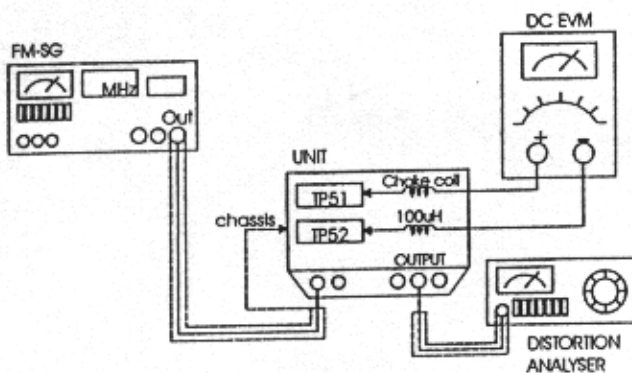 DC EVM
FM-SG
MHz
Out
+
-
UNIT
TP51
Choke coil
TP52
100uH
chassis
OUTPUT
DISTORTION
ANALYSER